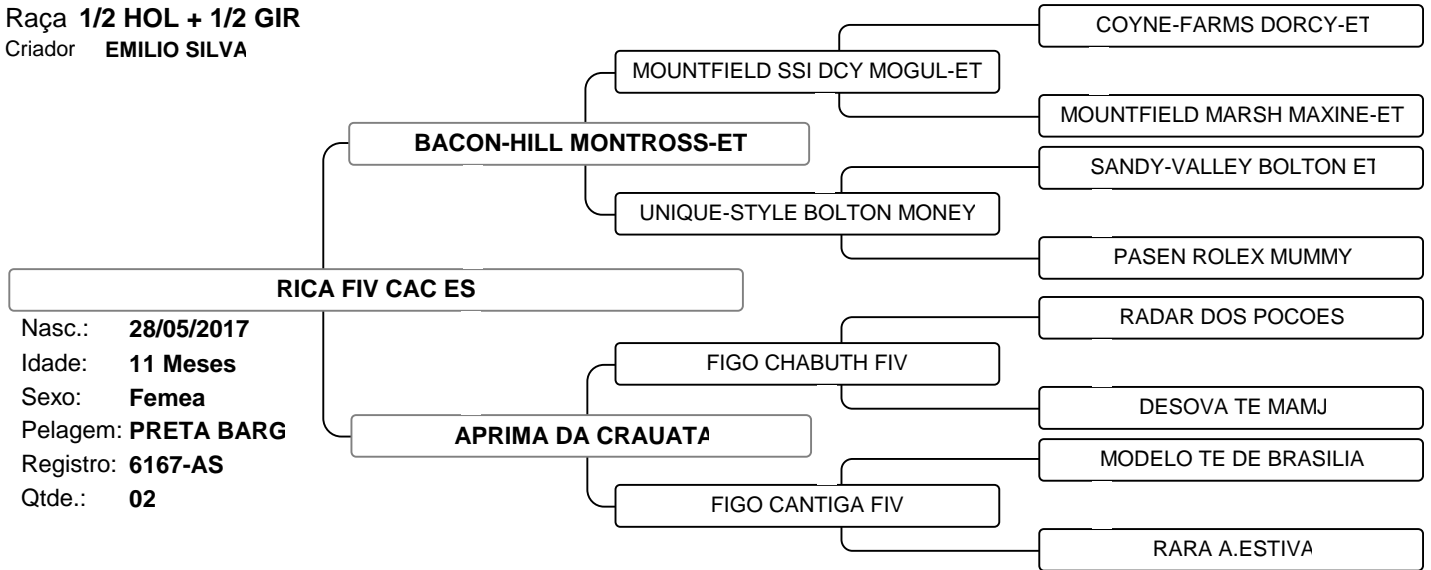 Raça 1/2 HOL + 1/2 GIR
Criador EMILIO SILVA
COYNE-FARMS DORCY-ET
MOUNTFIELD SSI DCY MOGUL-ET
MOUNTFIELD MARSH MAXINE-ET
BACON-HILL MONTROSS-ET
SANDY-VALLEY BOLTON ET
UNIQUE-STYLE BOLTON MONEY
PASEN ROLEX MUMMY
RICA FIV CAC ES
Nasc.: 28/05/2017
Idade: 11 Meses
Sexo: Femea
Pelagem: PRETA BARG
Registro: 6167-AS
Qtde.: 02
RADAR DOS POCOES
FIGO CHABUTH FIV
DESOVA TE MAMJ
APRIMA DA CRAUATA
MODELO TE DE BRASILIA
FIGO CANTIGA FIV
RARA A.ESTIVA